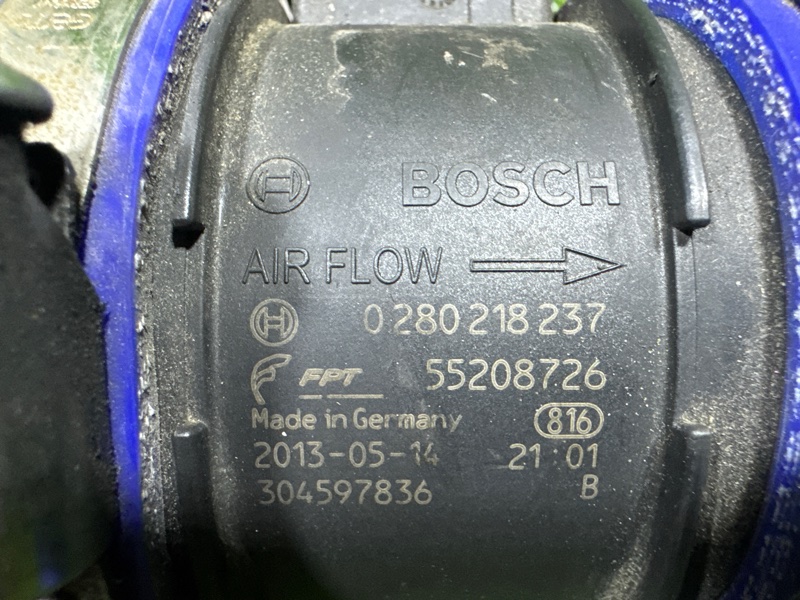 BOSCH
AIR FLOW
0 280 218 237
FPT 55208726
Made in Germany 816
2013-05-14 21:01
304597836 B